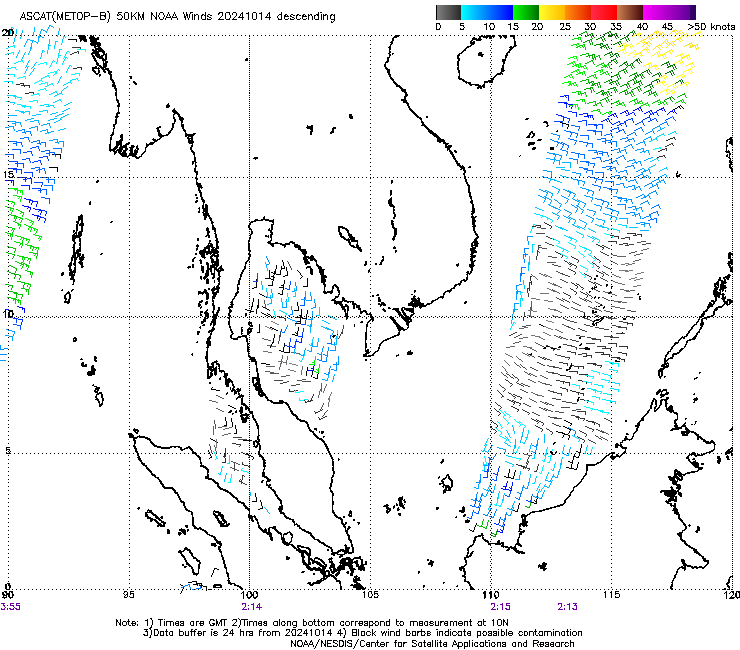 ASCAT(METOP-B) 50KM NOAA Winds 20241014 descending
0 5 10 15 20 25 30 35 40 45 >50 knots
20
15
10
5
0
90 95 100 105 110 115 120
3:55 2:14 2:15 2:13
Note: 1) Times are GMT 2)Times along bottom correspond to measurement at 10N
3)Data buffer is 24 hrs from 20241014 4) Black wind barbs indicate possible contamination
NOAA/NESDIS/Center for Satellite Applications and Research